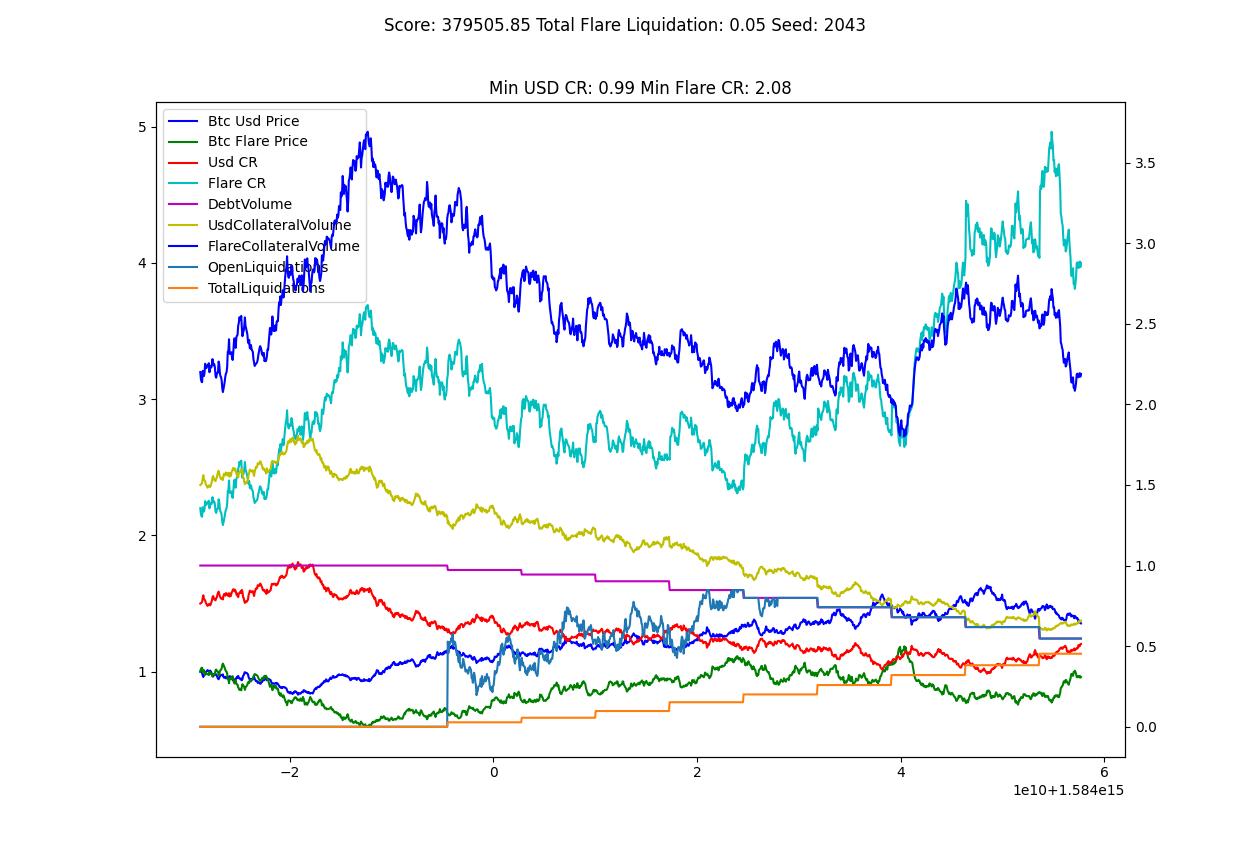 Score: 379505.85 Total Flare Liquidation: 0.05 Seed: 2043
Min USD CR: 0.99 Min Flare CR: 2.08
Btc Usd Price
Btc Flare Price
Usd CR
Flare CR
DebtVolume
UsdCollateralVolume
FlareCollateralVolume
OpenLiquidations
TotalLiquidations
5
4
3
2
1
3.5
3.0
2.5
2.0
1.5
1.0
0.5
0.0
−2 0 2 4 6
1e10+1.584e15